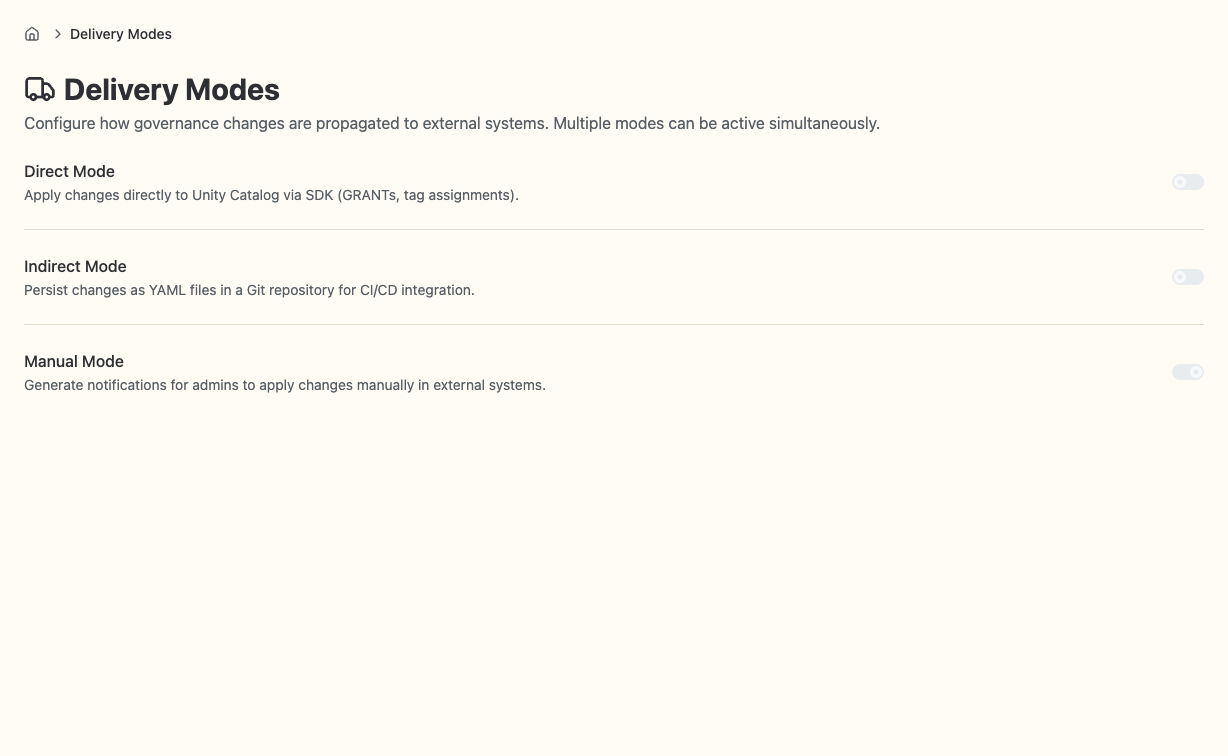 Delivery Modes
Delivery Modes
Configure how governance changes are propagated to external systems. Multiple modes can be active simultaneously.
Direct Mode
Apply changes directly to Unity Catalog via SDK (GRANTs, tag assignments).
Indirect Mode
Persist changes as YAML files in a Git repository for CI/CD integration.
Manual Mode
Generate notifications for admins to apply changes manually in external systems.